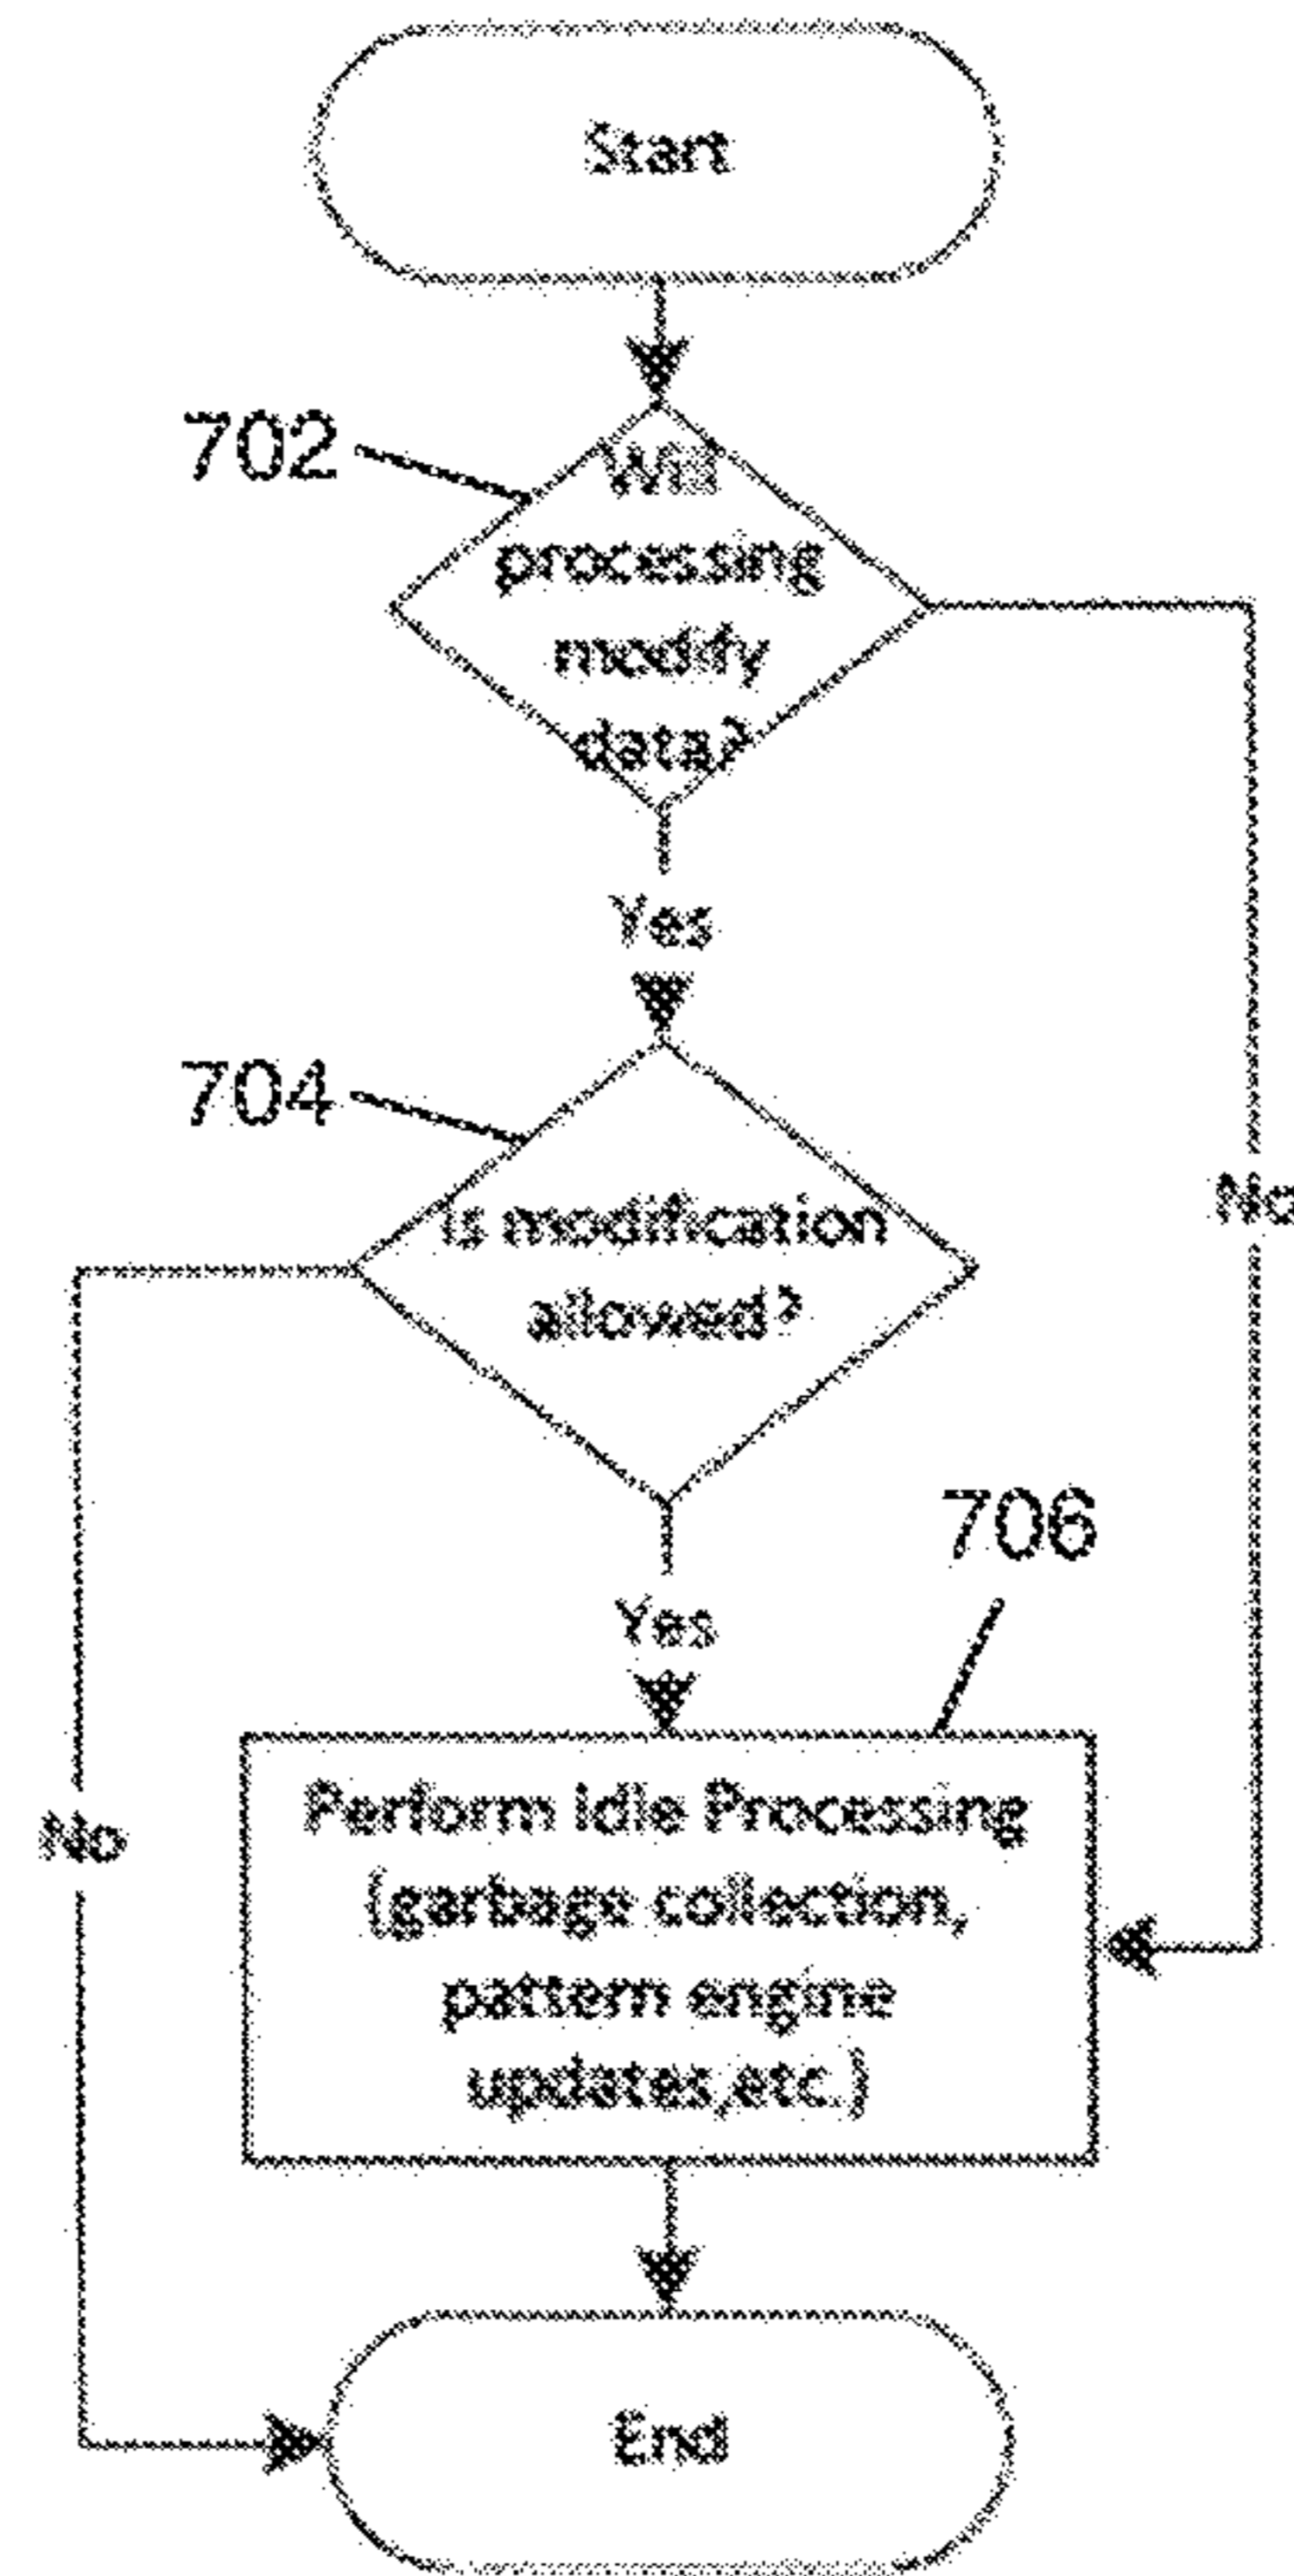 Start
702
Will
processing
modify
data?
Yes
704
Is modification
allowed?
No
706
Yes
Perform Idle Processing
(garbage collection,
pattern engine
updates,etc.)
No
End